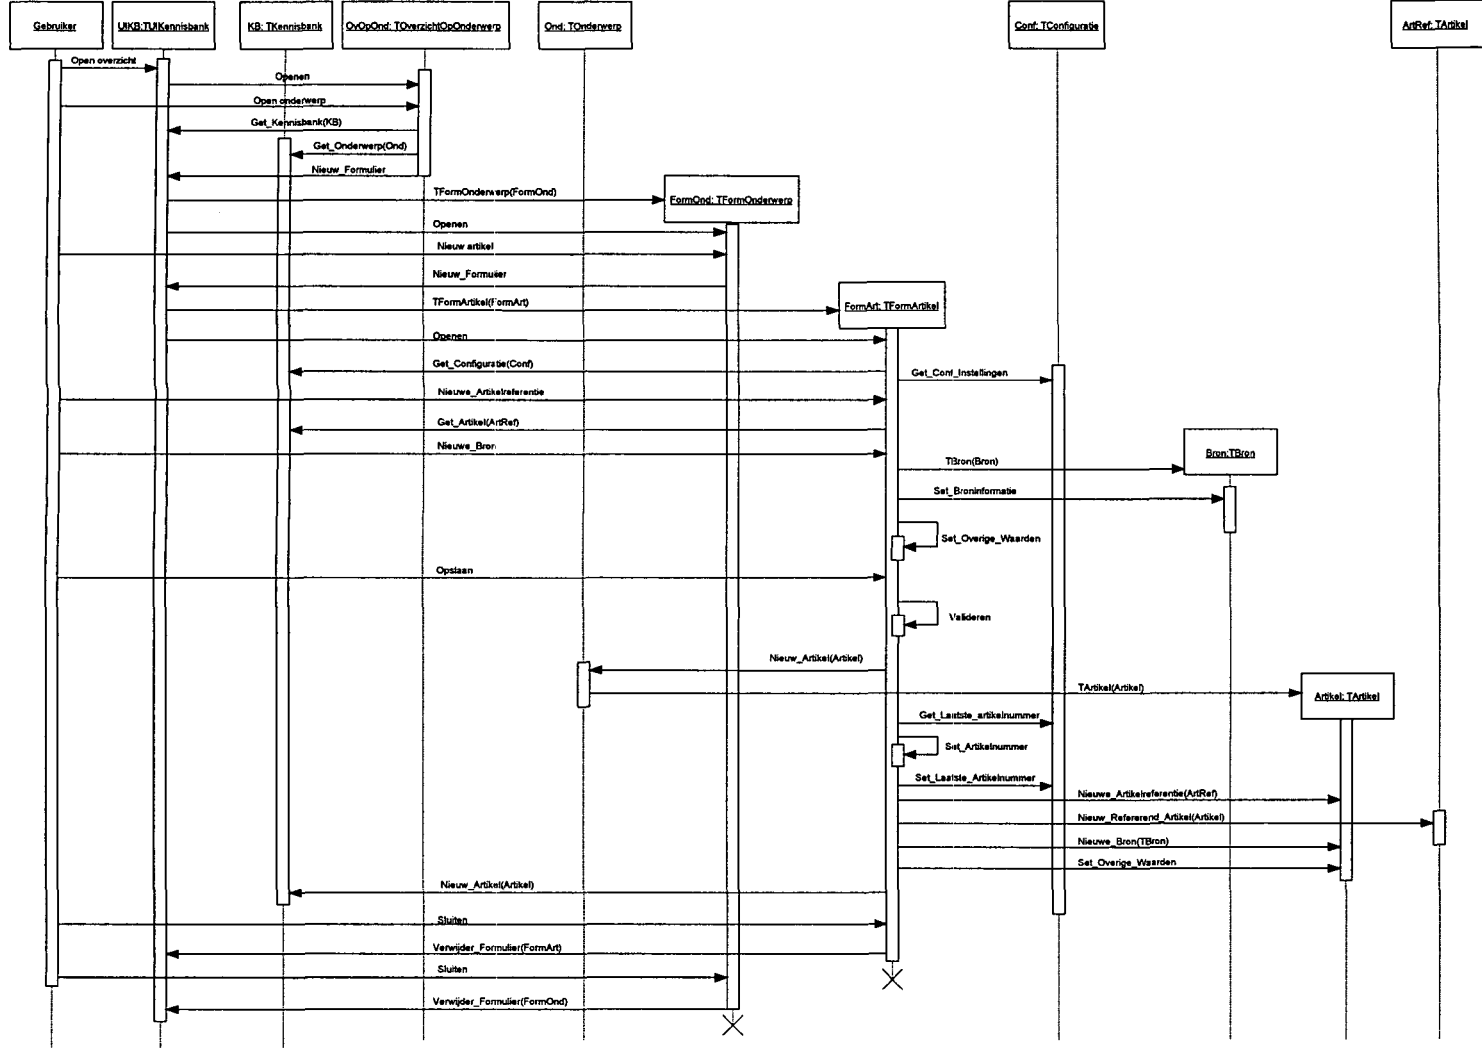 Gebruiker
UIKB:TUIKennisbank
KB: TKennisbank
OvOpOnd: TOverzichtOpOnderwerp
Ond: TOnderwerp
Conf: TConfiguratie
ArtRef: TArtikel
Open overzicht
Openen
Open onderwerp
Get_Kennisbank(KB)
Get_Onderwerp(Ond)
Nieuw_Formulier
TFormOnderwerp(FormOnd)
FormOnd: TFormOnderwerp
Openen
Nieuw artikel
Nieuw_Formulier
TFormArtikel(FormArt)
FormArt: TFormArtikel
Openen
Get_Configuratie(Conf)
Get_Conf_Instellingen
Nieuwe_Artikelreferentie
Get_Artikel(ArtRef)
Nieuwe_Bron
Bron:TBron
TBron(Bron)
Set_Broninformatie
Set_Overige_Waarden
Opslaan
Valideren
Nieuw_Artikel(Artikel)
TArtikel(Artikel)
Artikel: TArtikel
Get_Laatste_artikelnummer
Set_Artikelnummer
Set_Laatste_Artikelnummer
Nieuwe_Artikelreferentie(ArtRef)
Nieuw_Refererend_Artikel(Artikel)
Nieuwe_Bron(TBron)
Set_Overige_Waarden
Nieuw_Artikel(Artikel)
Sluiten
Verwijder_Formulier(FormArt)
Sluiten
Verwijder_Formulier(FormOnd)